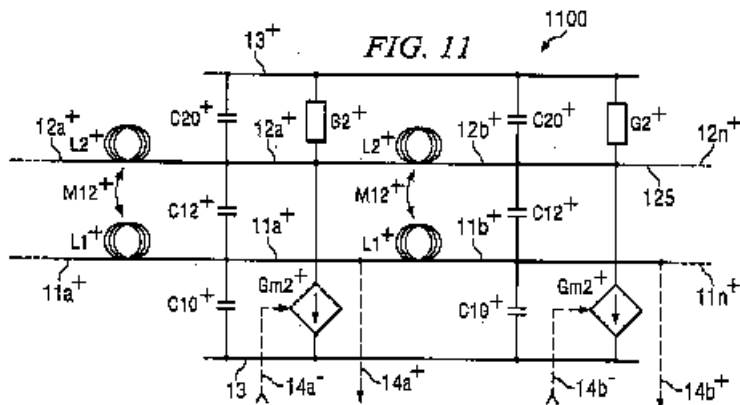 13+
FIG. 11
1100
12a+
L2+
C20+
12a+
G2+
L2+
12b+
C20+
G2+
12n+
125
M12+
C12+
M12+
C12+
L1+
11a+
L1+
11b+
11a+
Gm2+
Gm2+
11n+
C10+
C10+
13
14a-
14a+
14b-
14b+